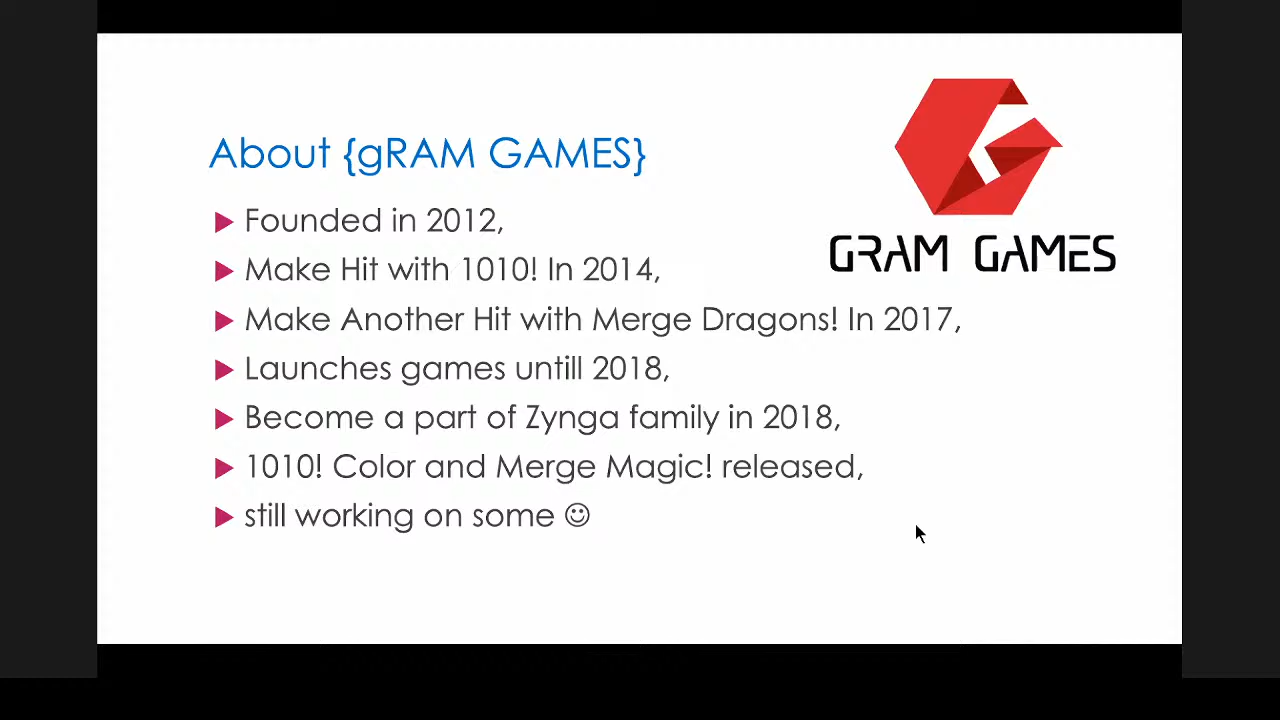 About {gRAM GAMES}
GRAM GAMES
Founded in 2012,
Make Hit with 1010! In 2014,
Make Another Hit with Merge Dragons! In 2017,
Launches games untill 2018,
Become a part of Zynga family in 2018,
1010! Color and Merge Magic! released,
still working on some ☺